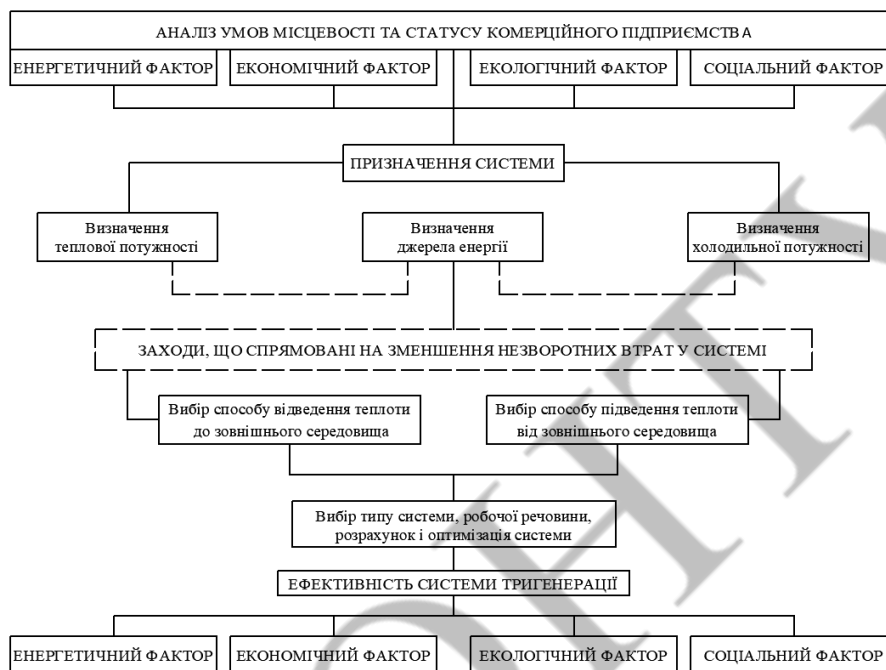 АНАЛІЗ УМОВ МІСЦЕВОСТІ ТА СТАТУСУ КОМЕРЦІЙНОГО ПІДПРИЄМСТВА
ЕНЕРГЕТИЧНИЙ ФАКТОР
ЕКОНОМІЧНИЙ ФАКТОР
ЕКОЛОГІЧНИЙ ФАКТОР
СОЦІАЛЬНИЙ ФАКТОР
ПРИЗНАЧЕННЯ СИСТЕМИ
Визначення
теплової потужності
Визначення
джерела енергії
Визначення
холодильної потужності
ЗАХОДИ, ЩО СПРЯМОВАНІ НА ЗМЕНШЕННЯ НЕЗВОРОТНИХ ВТРАТ У СИСТЕМІ
Вибір способу відведення теплоти
до зовнішнього середовища
Вибір способу підведення теплоти
від зовнішнього середовища
Вибір типу системи, робочої речовини,
розрахунок і оптимізація системи
ЕФЕКТИВНІСТЬ СИСТЕМИ ТРИГЕНЕРАЦІЇ
ЕНЕРГЕТИЧНИЙ ФАКТОР
ЕКОНОМІЧНИЙ ФАКТОР
ЕКОЛОГІЧНИЙ ФАКТОР
СОЦІАЛЬНИЙ ФАКТОР